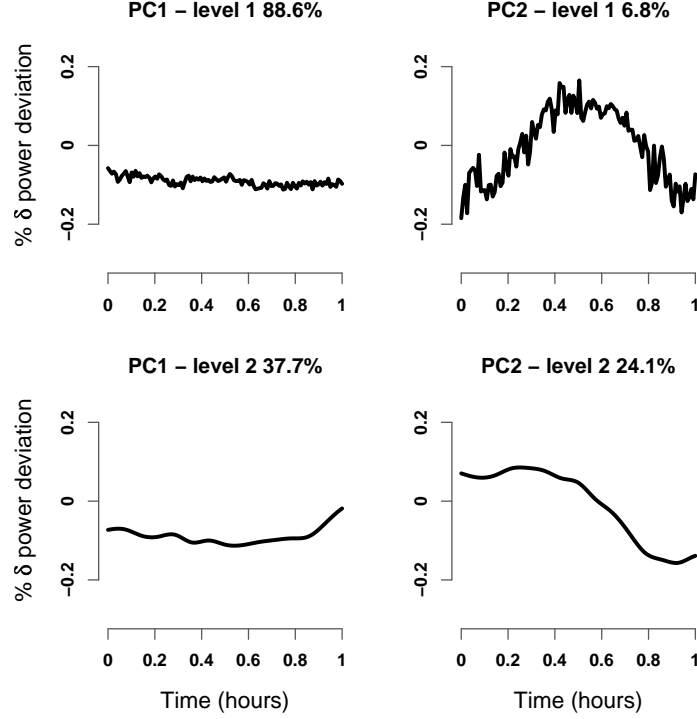 PC1 – level 1 88.6%
PC2 – level 1 6.8%
% δ power deviation
0.2
0
−0.2
0 0.2 0.4 0.6 0.8 1
0.2
0
−0.2
0 0.2 0.4 0.6 0.8 1
PC1 – level 2 37.7%
PC2 – level 2 24.1%
% δ power deviation
0.2
0
−0.2
0 0.2 0.4 0.6 0.8 1
Time (hours)
0.2
0
−0.2
0 0.2 0.4 0.6 0.8 1
Time (hours)